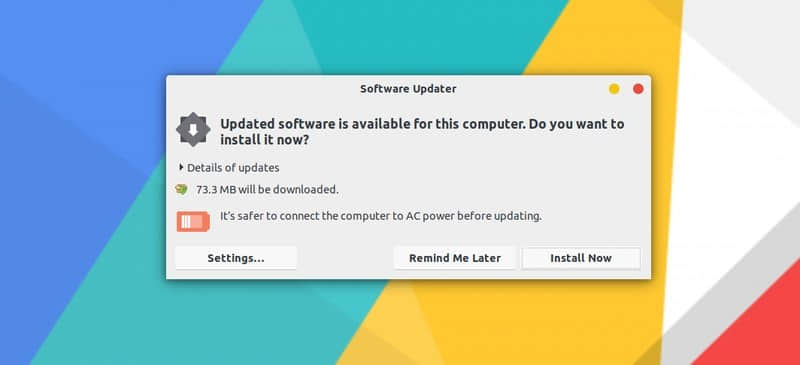 Software Updater
Updated software is available for this computer. Do you want to
install it now?
Details of updates
73.3 MB will be downloaded.
It's safer to connect the computer to AC power before updating.
Settings...
Remind Me Later
Install Now